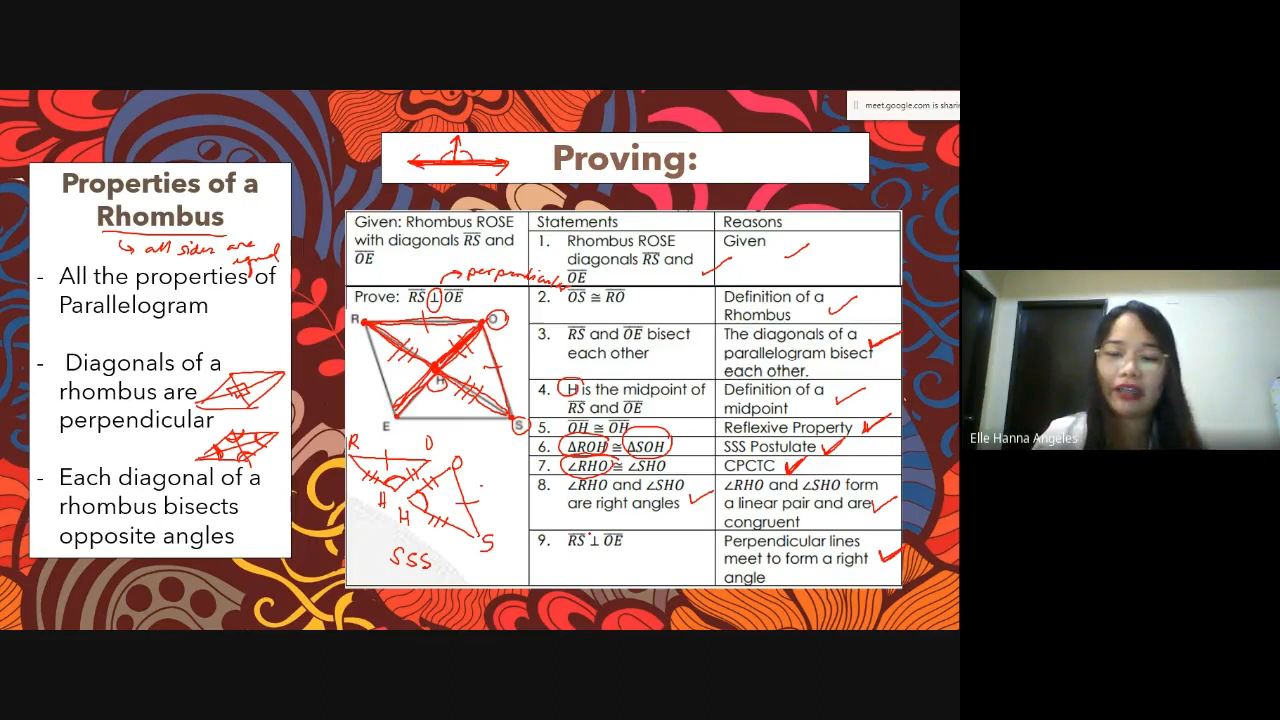 meet.google.com is sharin
Proving:
Properties of a
Rhombus
all sides are
equal
- All the properties of
Parallelogram
- Diagonals of a
rhombus are
perpendicular
- Each diagonal of a
rhombus bisects
opposite angles
Given: Rhombus ROSE
with diagonals RS and
OE
Statements
Reasons
1. Rhombus ROSE
diagonals RS and
OE
Given
perpendicular
Prove: RS ⊥ OE
2. OS ≅ RO
Definition of a
Rhombus
3. RS and OE bisect
each other
The diagonals of a
parallelogram bisect
each other.
4. H is the midpoint of
RS and OE
Definition of a
midpoint
5. OH ≅ OH
Reflexive Property
6. ΔROH ≅ ΔSOH
SSS Postulate
7. ∠RHO ≅ ∠SHO
CPCTC
8. ∠RHO and ∠SHO
are right angles
∠RHO and ∠SHO form
a linear pair and are
congruent
9. RS ⊥ OE
Perpendicular lines
meet to form a right
angle
R
O
H
E
S
R
O
O
H
H
S
SSS
Elle Hanna Angeles